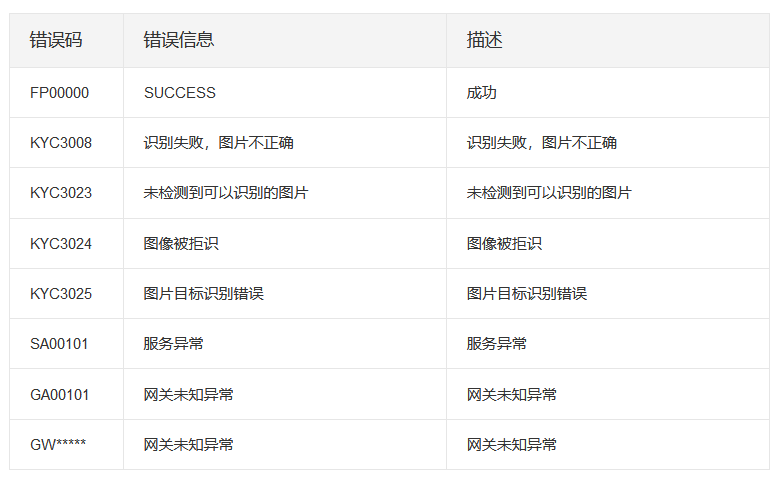 错误码 错误信息 描述
FP00000 SUCCESS 成功
KYC3008 识别失败，图片不正确 识别失败，图片不正确
KYC3023 未检测到可以识别的图片 未检测到可以识别的图片
KYC3024 图像被拒识 图像被拒识
KYC3025 图片目标识别错误 图片目标识别错误
SA00101 服务异常 服务异常
GA00101 网关未知异常 网关未知异常
GW***** 网关未知异常 网关未知异常